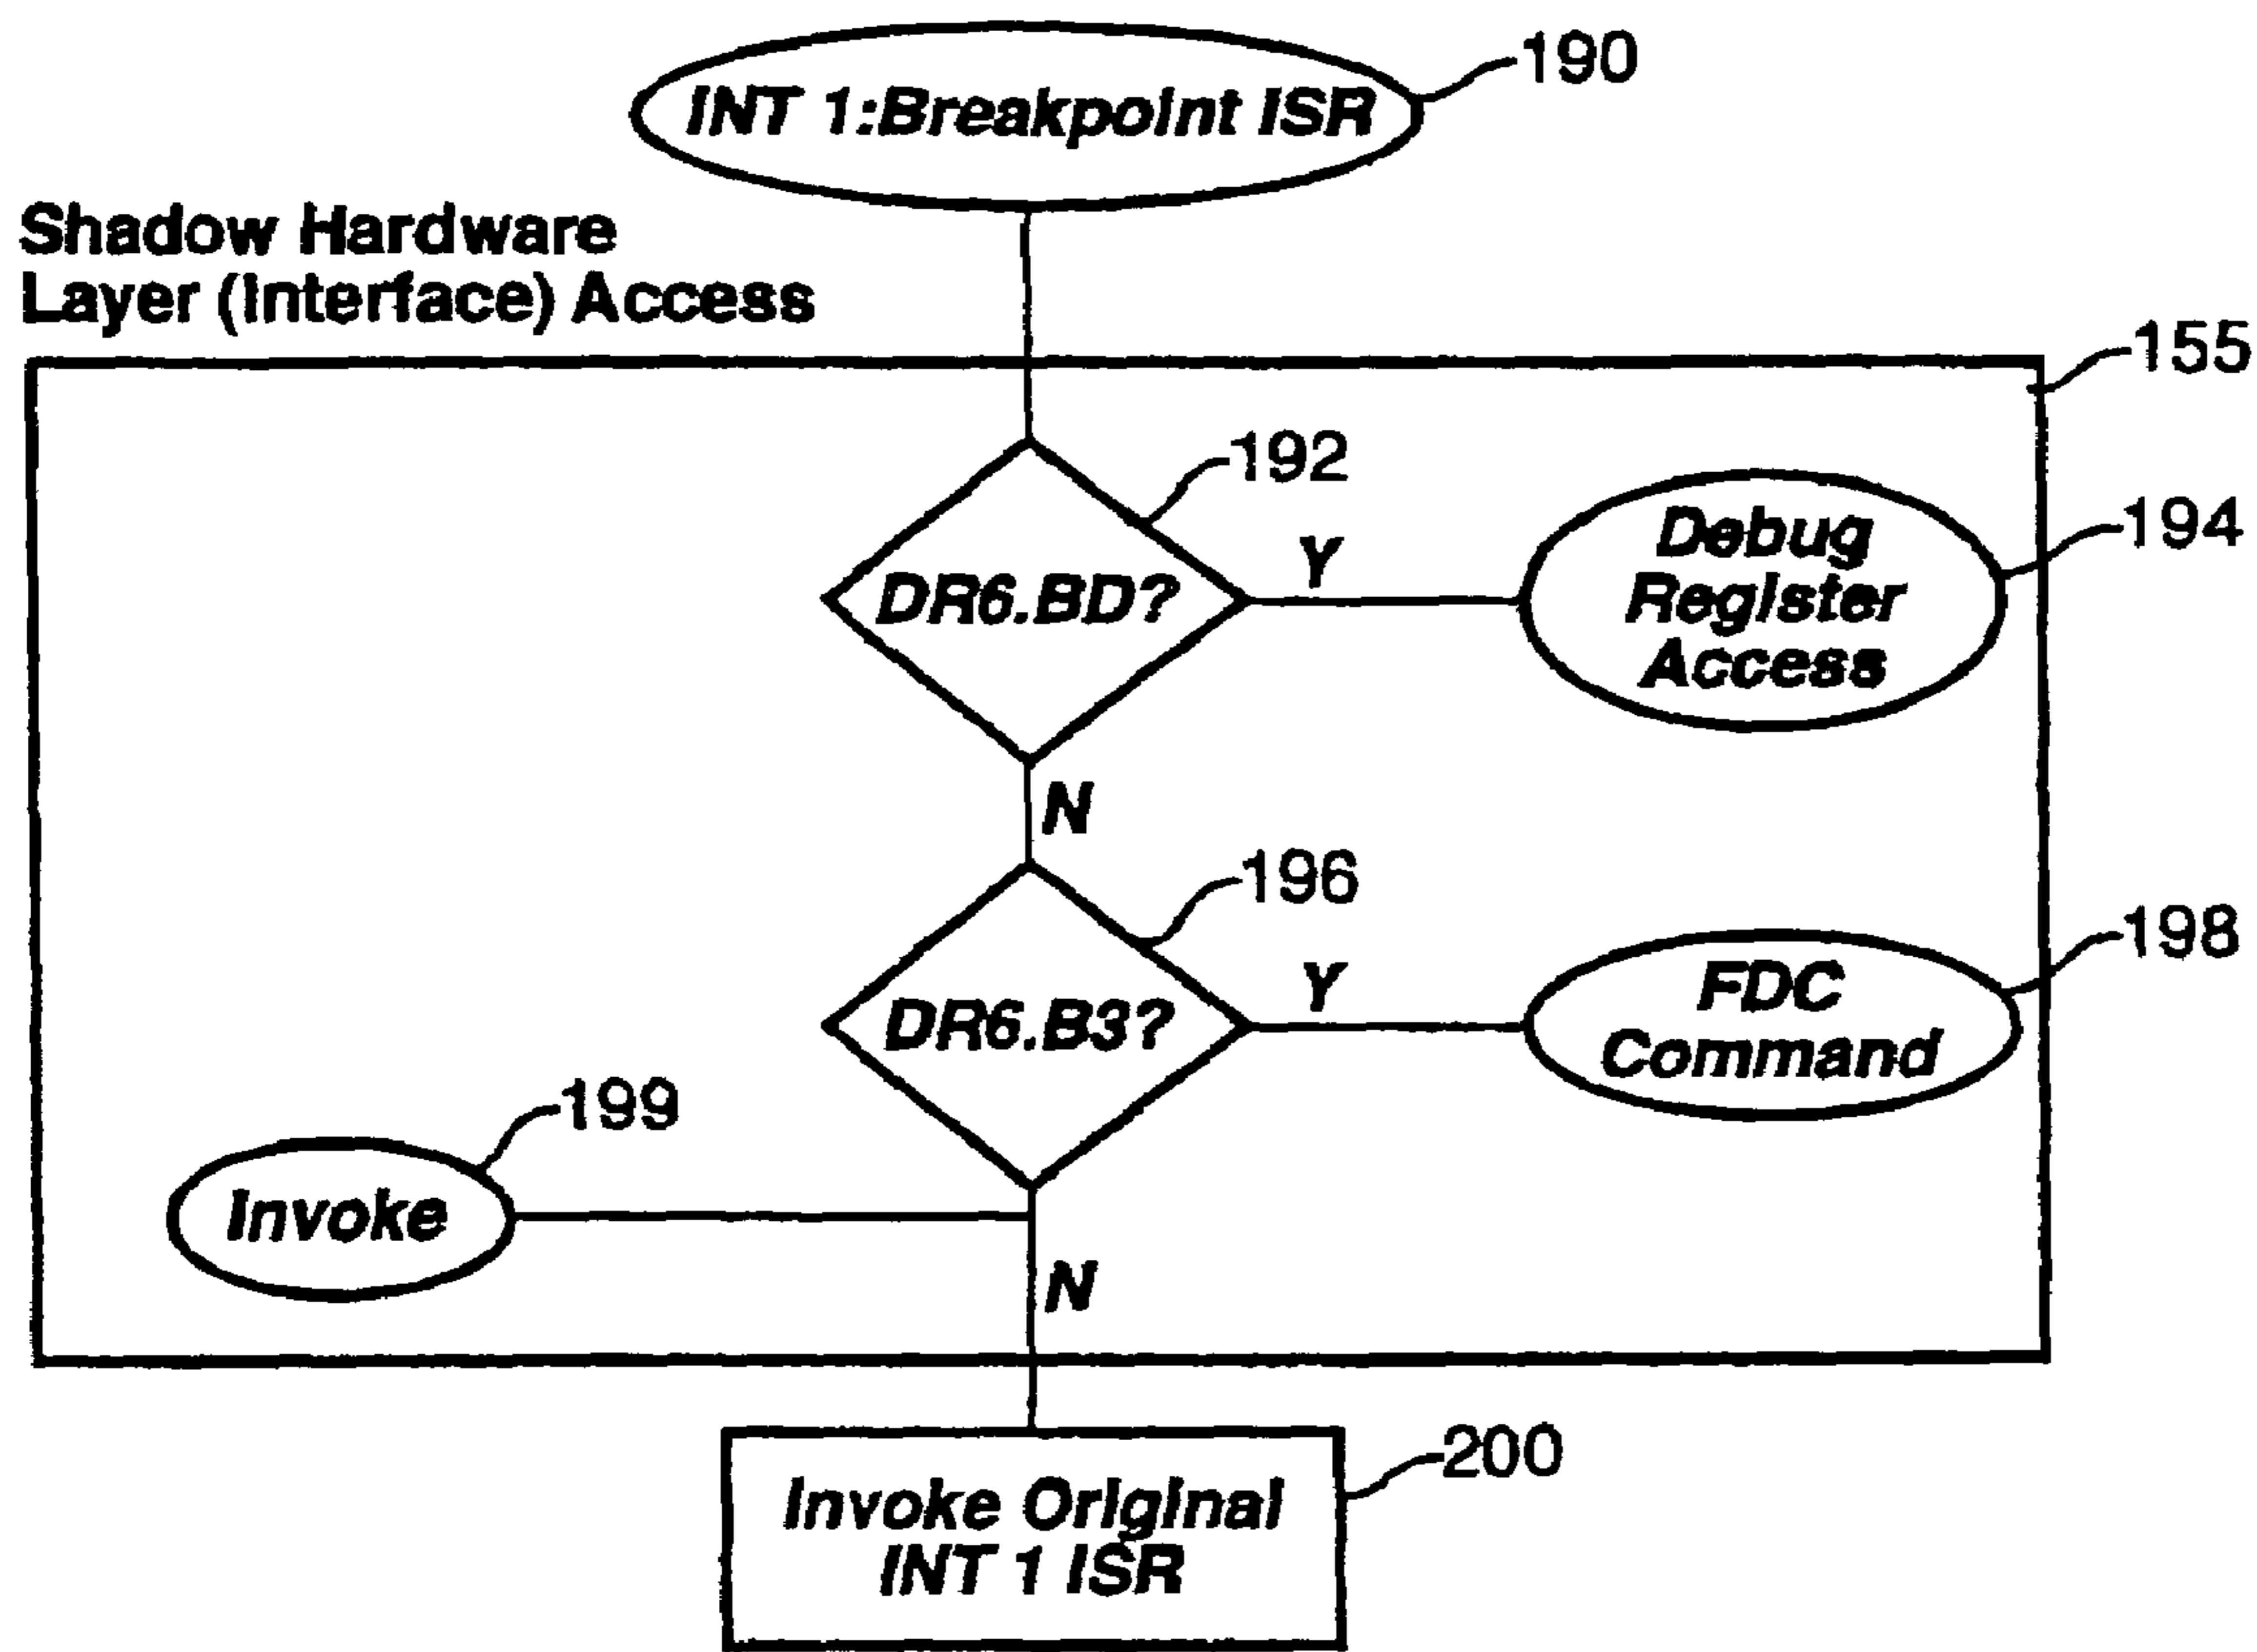 190
INT 1:Breakpoint ISR
Shadow Hardware
Layer (Interface) Access
155
192
Debug
Register
Access
194
Y
DR6.BD?
N
196
198
Y
FDC
Command
DR6.B3?
199
Invoke
N
200
Invoke Original
INT 1 ISR